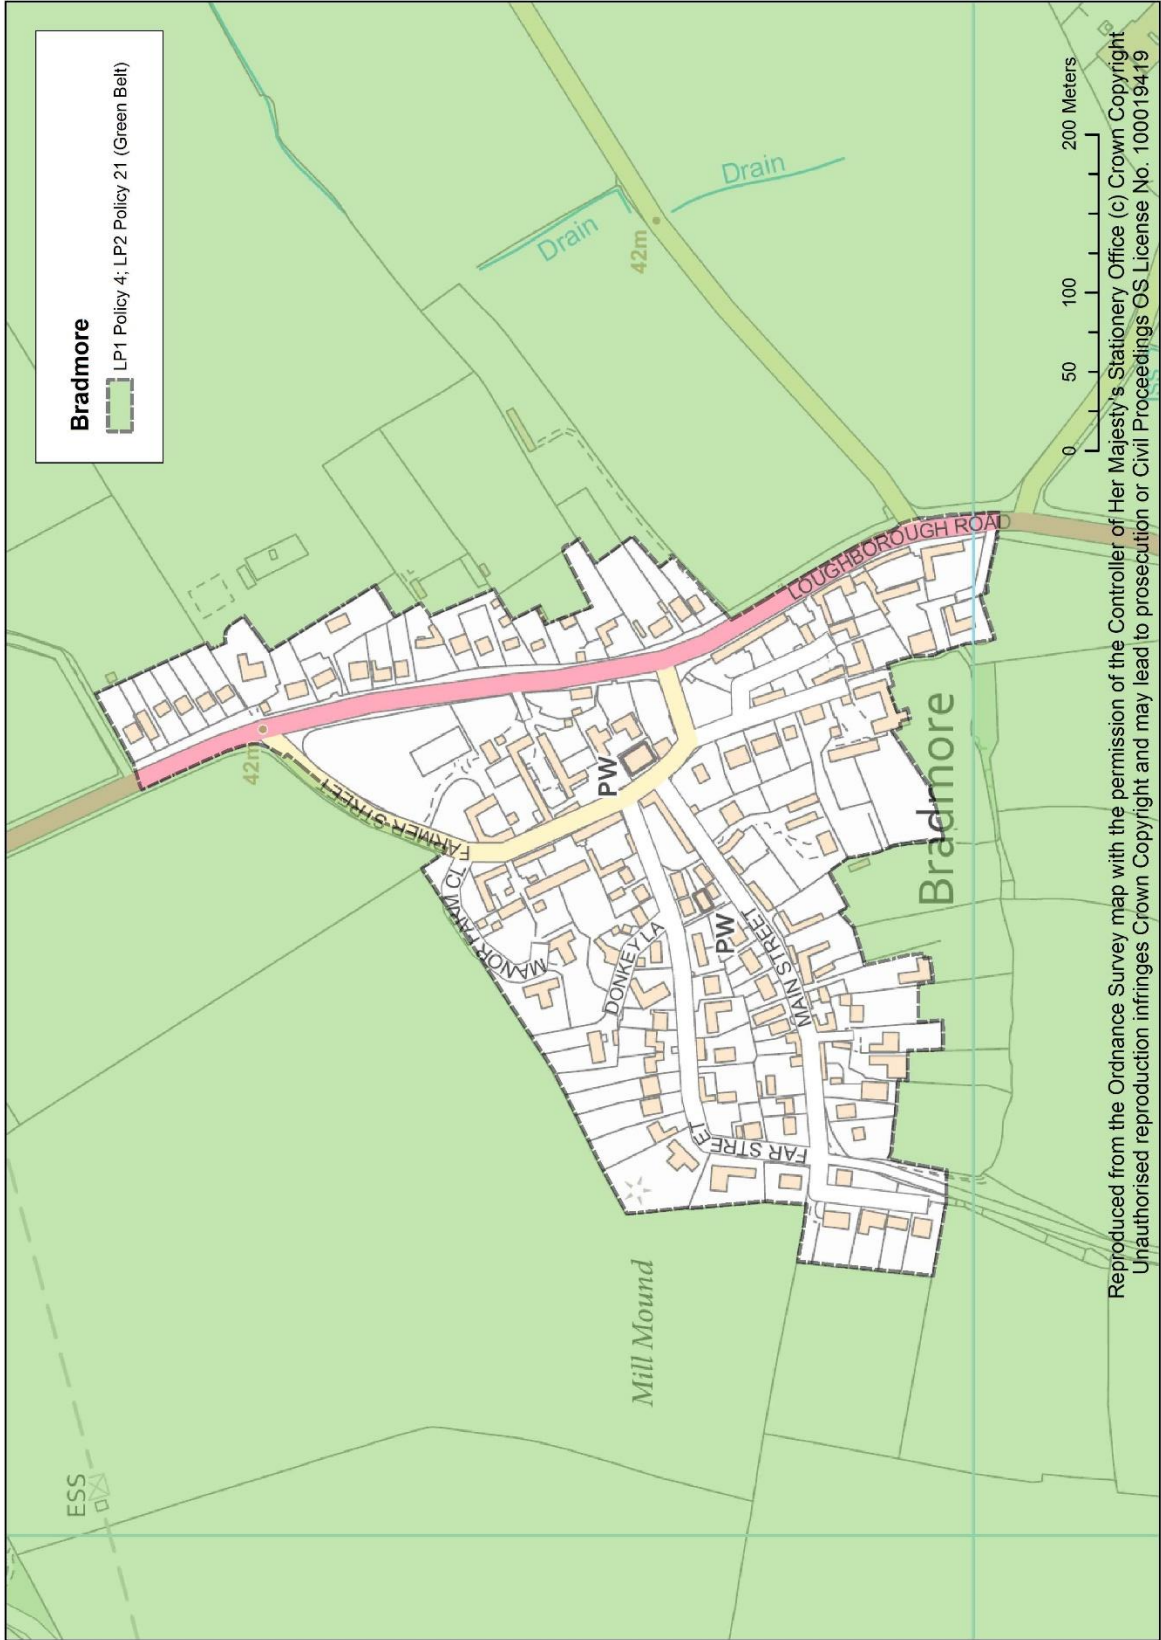 Bradmore
LP1 Policy 4; LP2 Policy 21 (Green Belt)
ESS
Mill Mound
42m
FARMER STREET
MANOR FARM CL
DONKEY LA
PW
PW
FAR STREET
MAIN STREET
Bradmore
LOUGHBOROUGH ROAD
Drain
42m
Drain
0 50 100 200 Meters
Reproduced from the Ordnance Survey map with the permission of the Controller of Her Majesty's Stationery Office (c) Crown Copyright
Unauthorised reproduction infringes Crown Copyright and may lead to prosecution or Civil Proceedings OS License No. 100019419